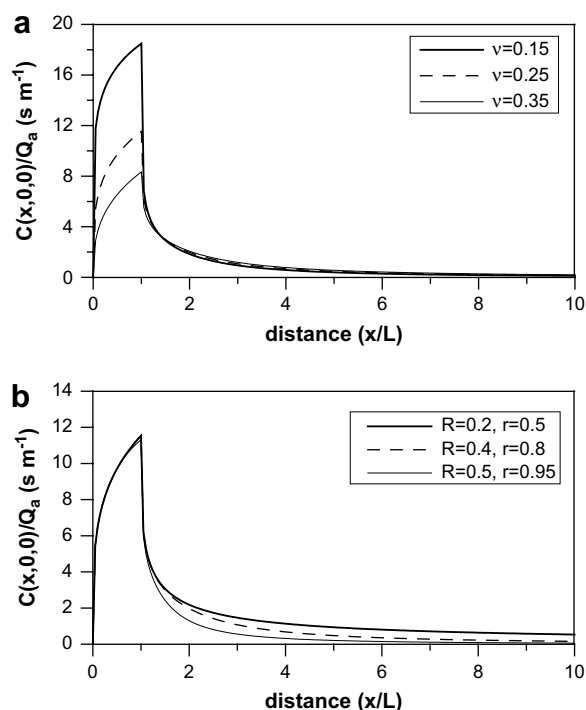 a
20
16
12
8
4
0
C(x,0,0)/Qa (s m-1)
ν=0.15
ν=0.25
ν=0.35
0 2 4 6 8 10
distance (x/L)
b
14
12
10
8
6
4
2
0
C(x,0,0)/Qa (s m-1)
R=0.2, r=0.5
R=0.4, r=0.8
R=0.5, r=0.95
0 2 4 6 8 10
distance (x/L)